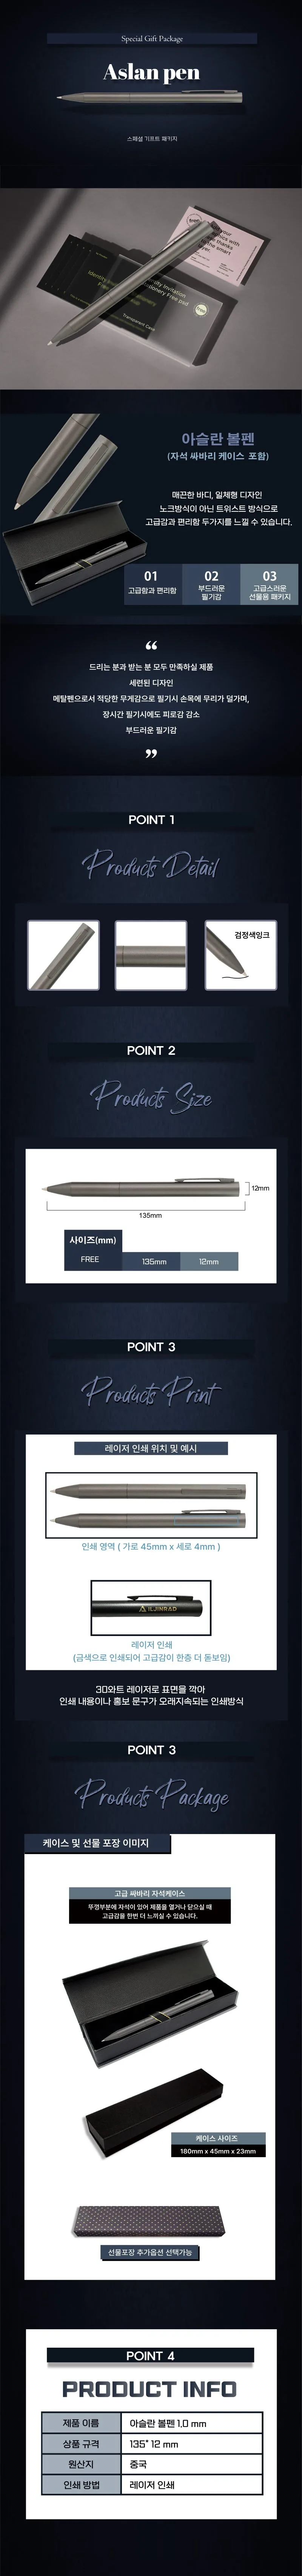 Special Gift Package
Aslan pen
스페셜 기프트 패키지
Transparent Card
아슬란 볼펜
(자석 싸바리 케이스 포함)
매끈한 바디, 일체형 디자인
노크방식이 아닌 트위스트 방식으로
고급감과 편리함 두가지를 느낄 수 있습니다.
01
고급함과 편리함
02
부드러운
필기감
03
고급스러운
선물용 패키지
“
드리는 분과 받는 분 모두 만족하실 제품
세련된 디자인
메탈펜으로서 적당한 무게감으로 필기시 손목에 무리가 덜가며,
장시간 필기시에도 피로감 감소
부드러운 필기감
”
POINT 1
Products Detail
검정색잉크
POINT 2
Products Size
12mm
135mm
사이즈(mm)
FREE 135mm 12mm
POINT 3
Products Print
레이저 인쇄 위치 및 예시
인쇄 영역 ( 가로 45mm x 세로 4mm )
ILJINRAD
레이저 인쇄
(금색으로 인쇄되어 고급감이 한층 더 돋보임)
30와트 레이저로 표면을 깍아
인쇄 내용이나 홍보 문구가 오래지속되는 인쇄방식
POINT 3
Products Package
케이스 및 선물 포장 이미지
고급 싸바리 자석케이스
뚜껑부분에 자석이 있어 제품을 열거나 닫으실 때
고급감을 한번 더 느끼실 수 있습니다.
케이스 사이즈
180mm x 45mm x 23mm
선물포장 추가옵션 선택가능
POINT 4
PRODUCT INFO
제품 이름 아슬란 볼펜 1.0 mm
상품 규격 135* 12 mm
원산지 중국
인쇄 방법 레이저 인쇄